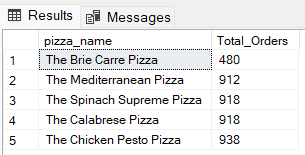 Results Messages
pizza_name Total_Orders
1 The Brie Carre Pizza 480
2 The Mediterranean Pizza 912
3 The Spinach Supreme Pizza 918
4 The Calabrese Pizza 918
5 The Chicken Pesto Pizza 938